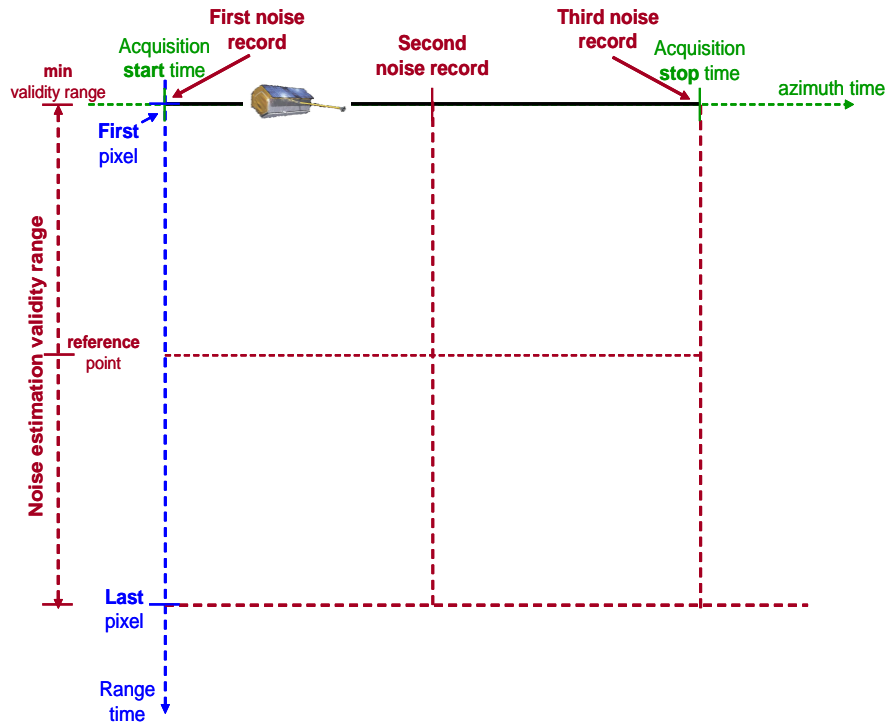 First noise
record
Acquisition
start time
Second
noise record
Third noise
record
Acquisition
stop time
min
validity range
azimuth time
First
pixel
Noise estimation validity range
reference
point
Last
pixel
Range
time